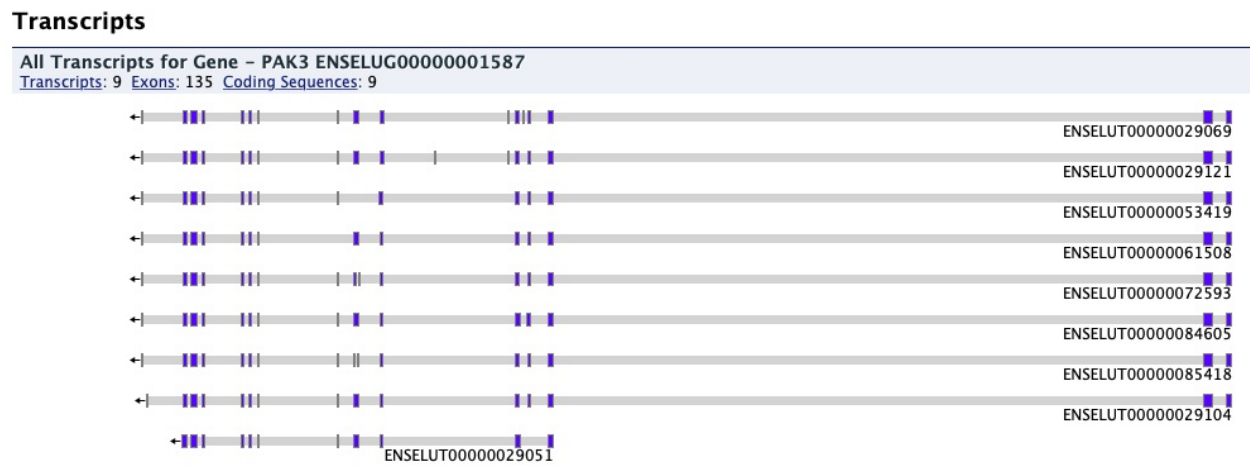 Transcripts
All Transcripts for Gene - PAK3 ENSELUG00000001587
Transcripts: 9 Exons: 135 Coding Sequences: 9
ENSELUT00000029069
ENSELUT00000029121
ENSELUT00000053419
ENSELUT00000061508
ENSELUT00000072593
ENSELUT00000084605
ENSELUT00000085418
ENSELUT00000029104
ENSELUT00000029051